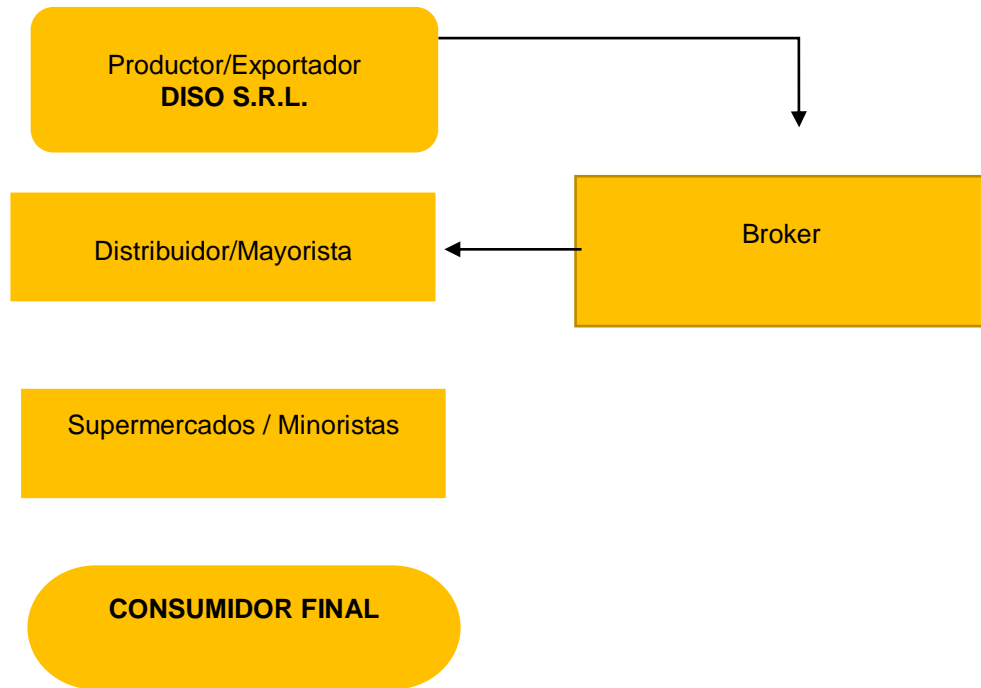 Productor/Exportador
DISO S.R.L.
Broker
Distribuidor/Mayorista
Supermercados / Minoristas
CONSUMIDOR FINAL